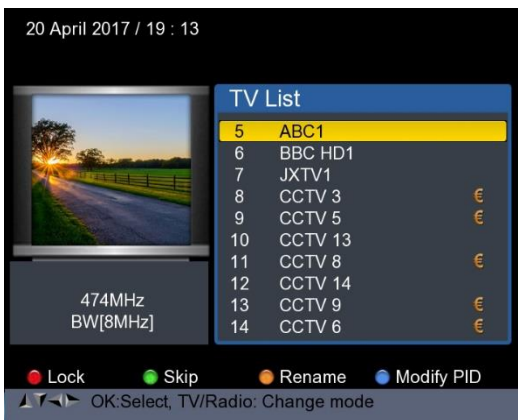 20 April 2017 / 19 : 13
TV List
5 ABC1
6 BBC HD1
7 JXTV1
8 CCTV 3 €
9 CCTV 5 €
10 CCTV 13
11 CCTV 8 €
12 CCTV 14
13 CCTV 9 €
14 CCTV 6 €
474MHz
BW[8MHz]
Lock Skip Rename Modify PID
OK:Select, TV/Radio: Change mode